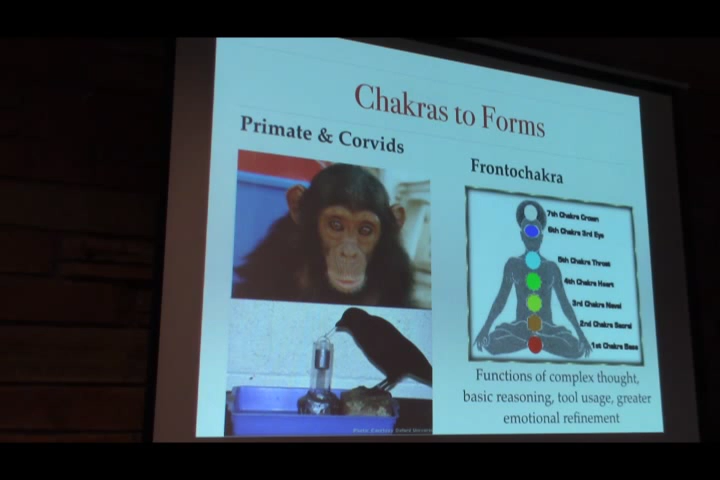 Chakras to Forms
Primate & Corvids
Frontochakra
7th Chakra Crown
6th Chakra 3rd Eye
5th Chakra Throat
4th Chakra Heart
3rd Chakra Navel
2nd Chakra Sacral
1st Chakra Base
Functions of complex thought,
basic reasoning, tool usage, greater
emotional refinement